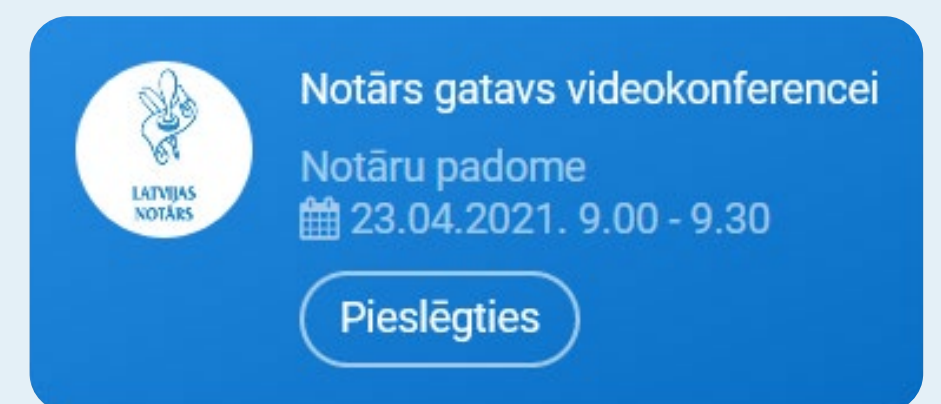 Notārs gatavs videokonferencei
Notāru padome
23.04.2021. 9.00 - 9.30
Pieslēgties
LATVIJAS
NOTĀRS